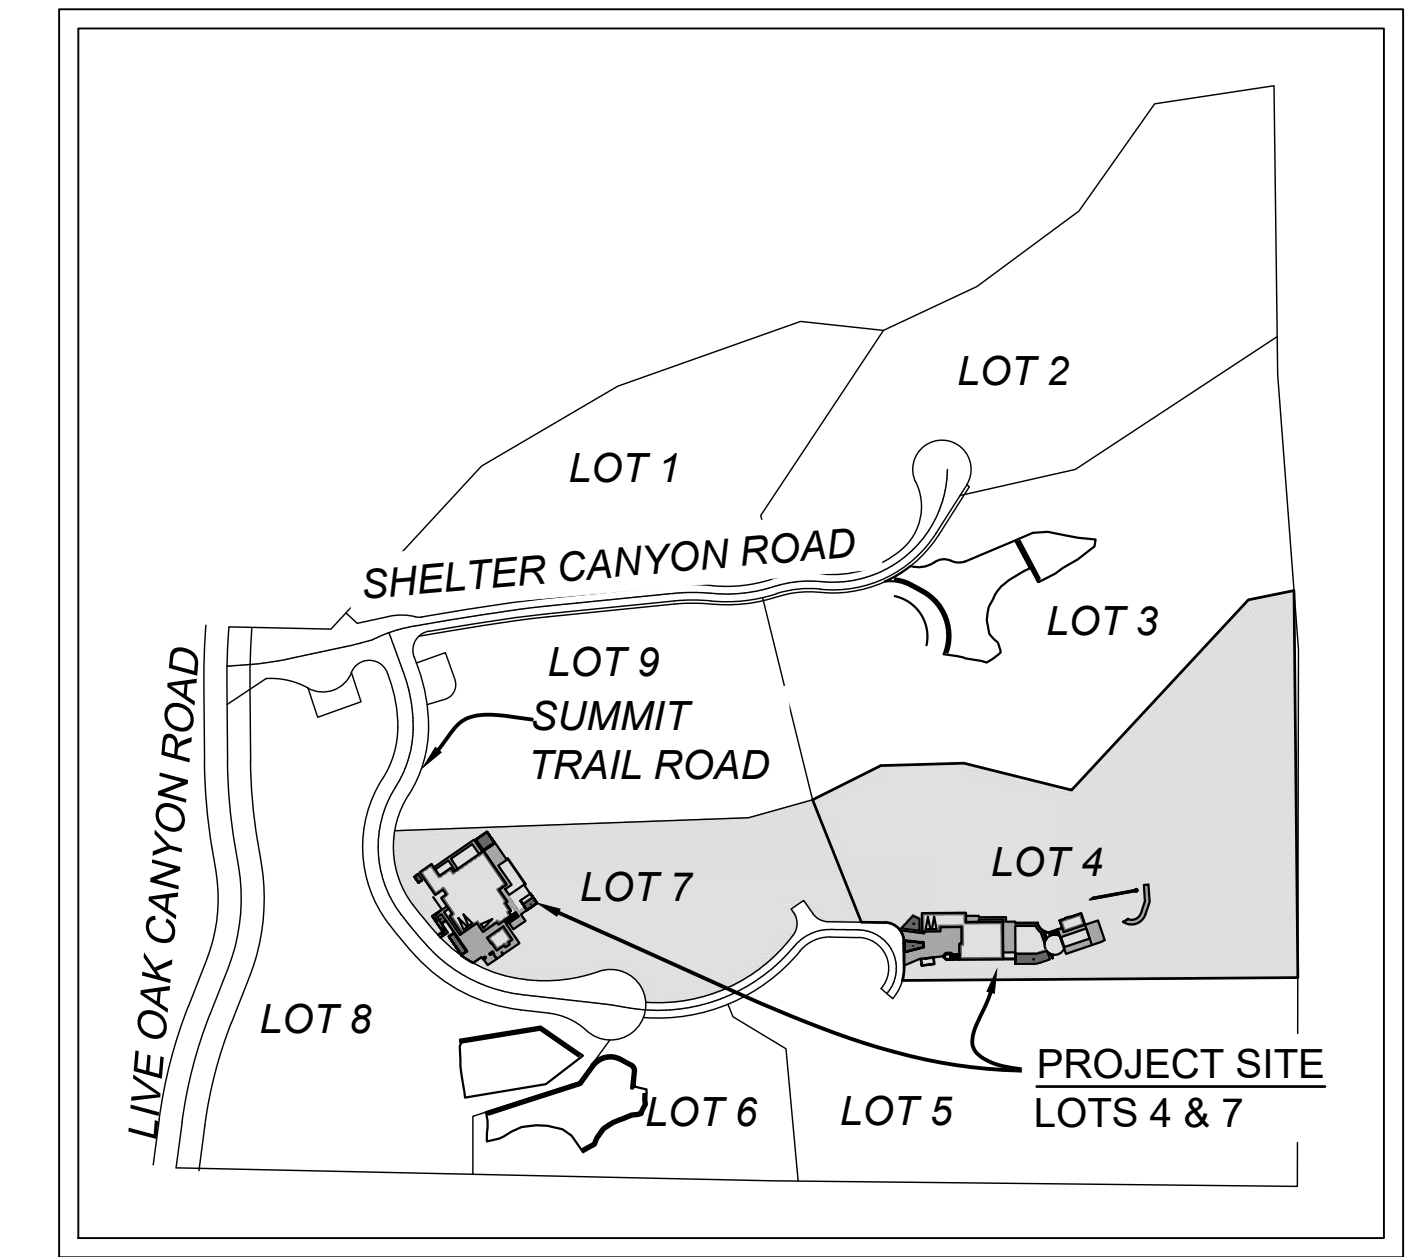 LOT 2
LOT 1
SHELTER CANYON ROAD
LOT 3
LOT 9
SUMMIT
TRAIL ROAD
LIVE OAK CANYON ROAD
LOT 4
LOT 7
LOT 8
PROJECT SITE
LOTS 4 & 7
LOT 6
LOT 5